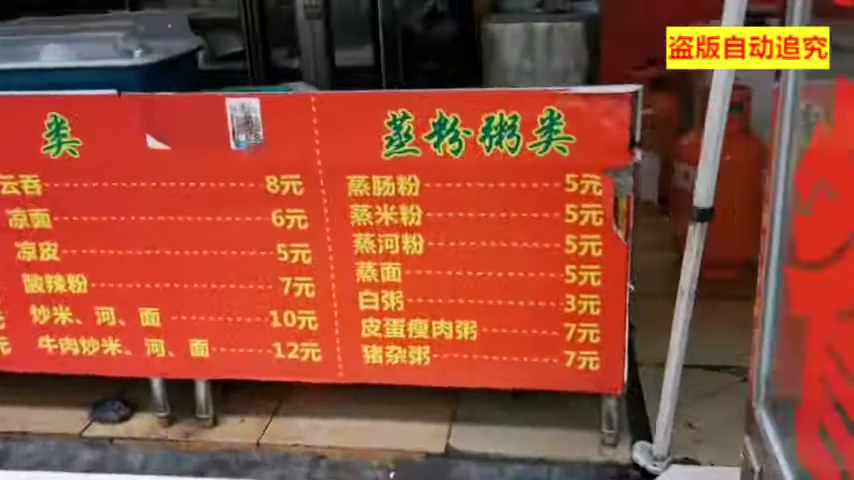 盗版自动追究
类
云吞 8元
凉面 6元
凉皮 5元
酸辣粉 7元
炒米、河、面 10元
元 牛肉炒米、河、面 12元
蒸粉粥类
蒸肠粉 5元
蒸米粉 5元
蒸河粉 5元
蒸面 5元
白粥 3元
皮蛋瘦肉粥 7元
猪杂粥 7元